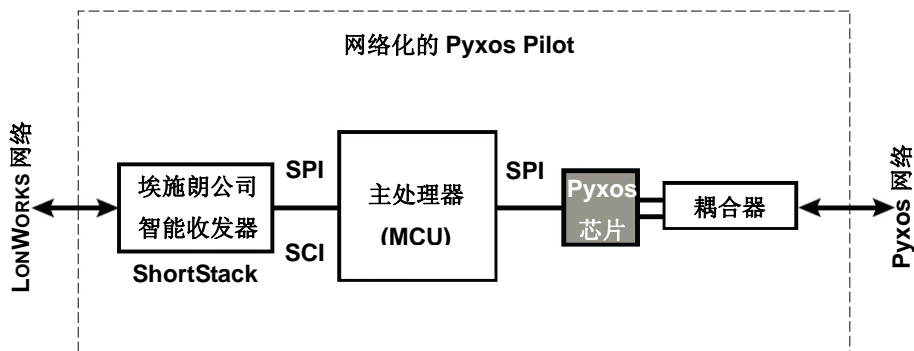 网络化的 Pyxos Pilot
LONWORKS 网络
埃施朗公司
智能收发器
ShortStack
SPI
SCI
主处理器
(MCU)
SPI
Pyxos
芯片
耦合器
Pyxos 网络